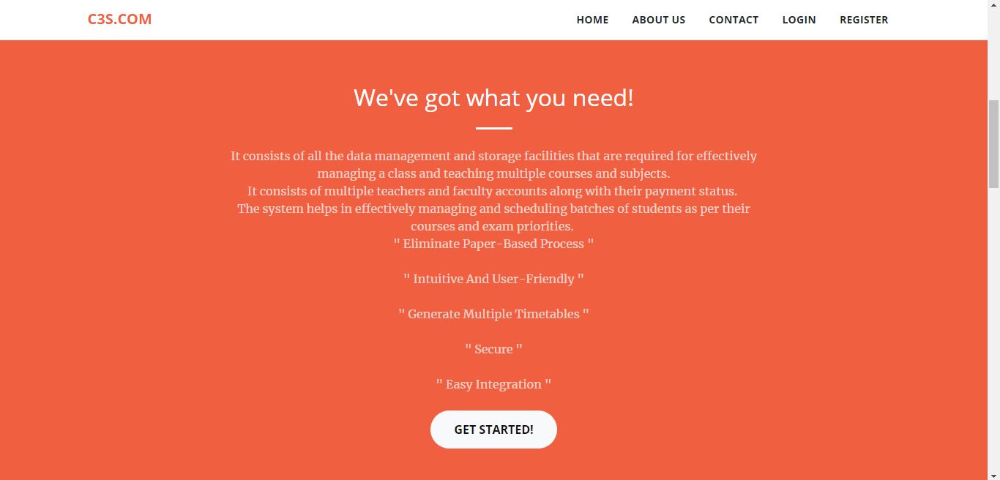 C3S.COM
HOME ABOUT US CONTACT LOGIN REGISTER
We've got what you need!
It consists of all the data management and storage facilities that are required for effectively
managing a class and teaching multiple courses and subjects.
It consists of multiple teachers and faculty accounts along with their payment status.
The system helps in effectively managing and scheduling batches of students as per their
courses and exam priorities.
" Eliminate Paper-Based Process "
" Intuitive And User-Friendly "
" Generate Multiple Timetables "
" Secure "
" Easy Integration "
GET STARTED!